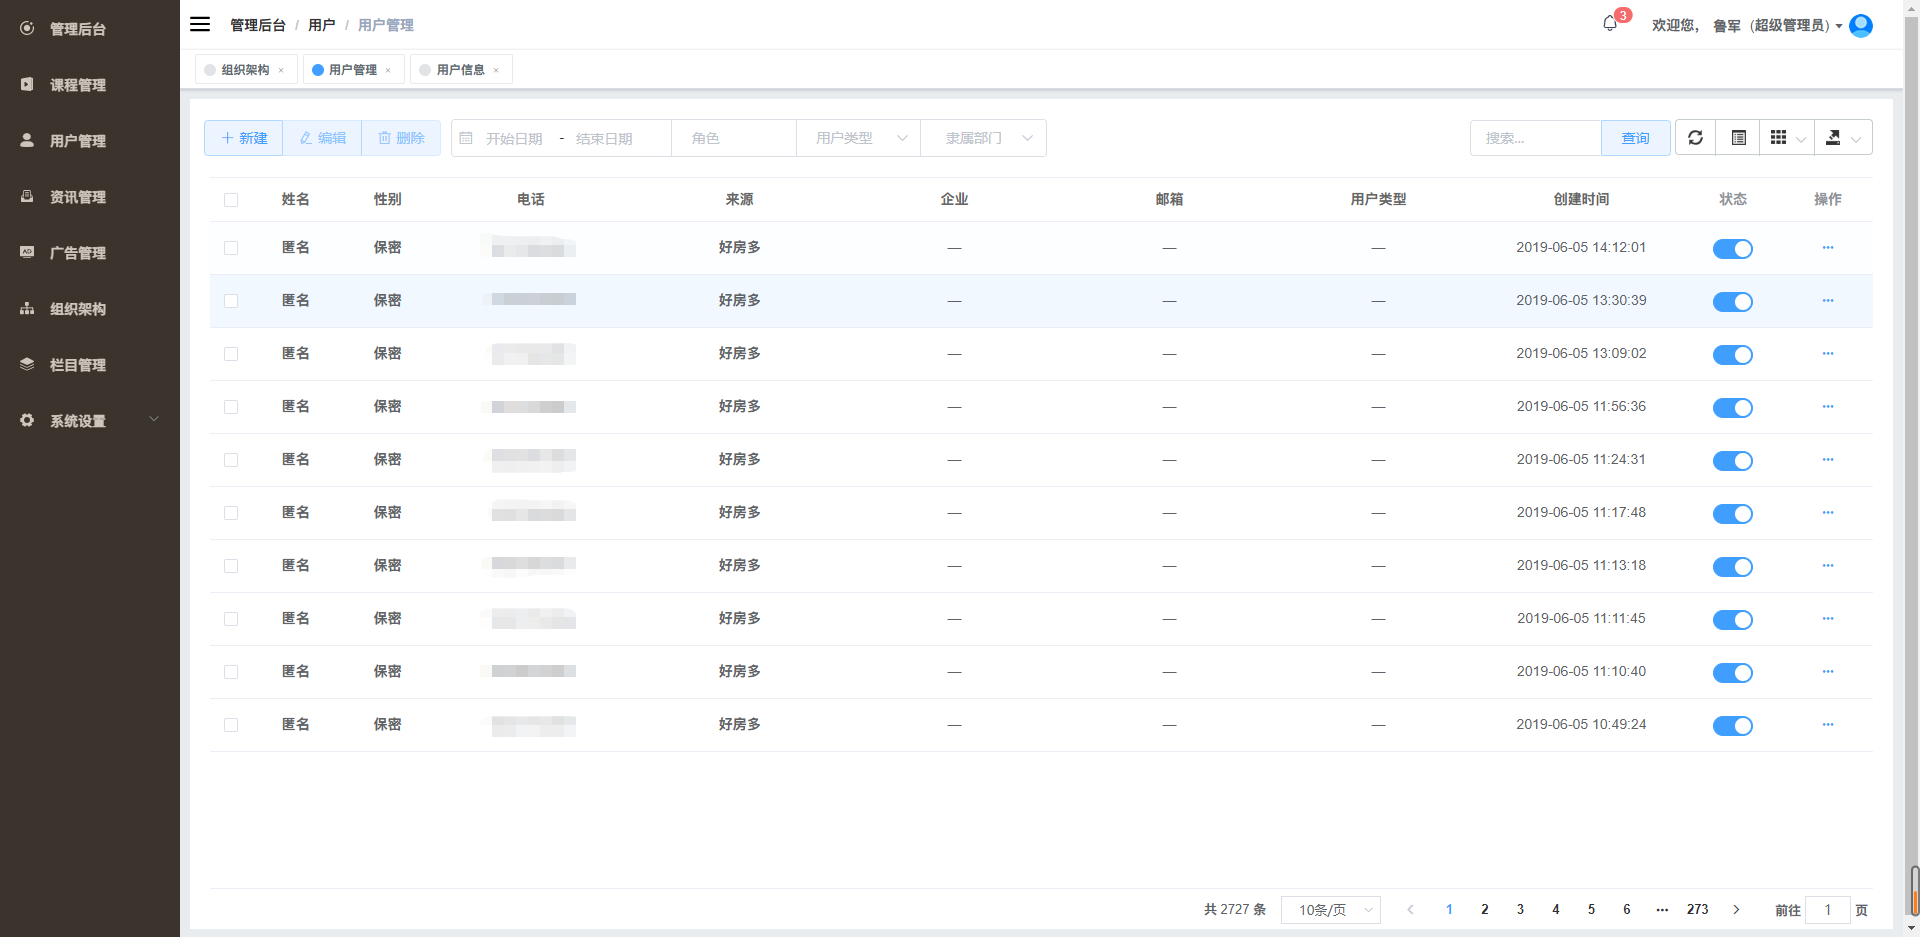 管理后台
课程管理
用户管理
资讯管理
广告管理
组织架构
栏目管理
系统设置
管理后台 / 用户 / 用户管理
3
欢迎您， 鲁军（超级管理员）
组织架构 × 用户管理 × 用户信息 ×
+ 新建 编辑 删除 开始日期 - 结束日期 角色 用户类型 隶属部门 搜索... 查询
姓名 性别 电话 来源 企业 邮箱 用户类型 创建时间 状态 操作
匿名 保密 好房多 — — — 2019-06-05 14:12:01 ···
匿名 保密 好房多 — — — 2019-06-05 13:30:39 ···
匿名 保密 好房多 — — — 2019-06-05 13:09:02 ···
匿名 保密 好房多 — — — 2019-06-05 11:56:36 ···
匿名 保密 好房多 — — — 2019-06-05 11:24:31 ···
匿名 保密 好房多 — — — 2019-06-05 11:17:48 ···
匿名 保密 好房多 — — — 2019-06-05 11:13:18 ···
匿名 保密 好房多 — — — 2019-06-05 11:11:45 ···
匿名 保密 好房多 — — — 2019-06-05 11:10:40 ···
匿名 保密 好房多 — — — 2019-06-05 10:49:24 ···
共 2727 条 10条/页 < 1 2 3 4 5 6 ··· 273 > 前往 1 页